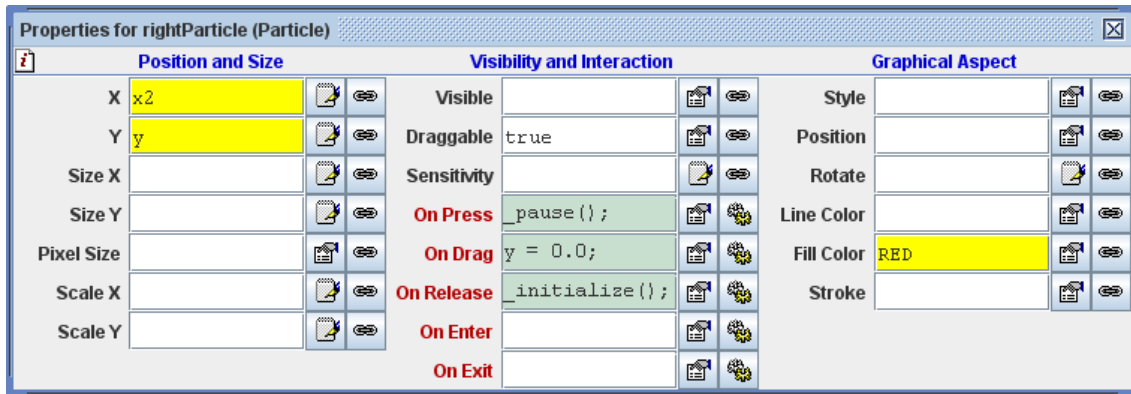 Properties for rightParticle (Particle)
i
Position and Size
Visibility and Interaction
Graphical Aspect
X x2
Visible
Style
Y y
Draggable true
Position
Size X
Sensitivity
Rotate
Size Y
On Press _pause();
Line Color
Pixel Size
On Drag y = 0.0;
Fill Color RED
Scale X
On Release _initialize();
Stroke
Scale Y
On Enter
On Exit